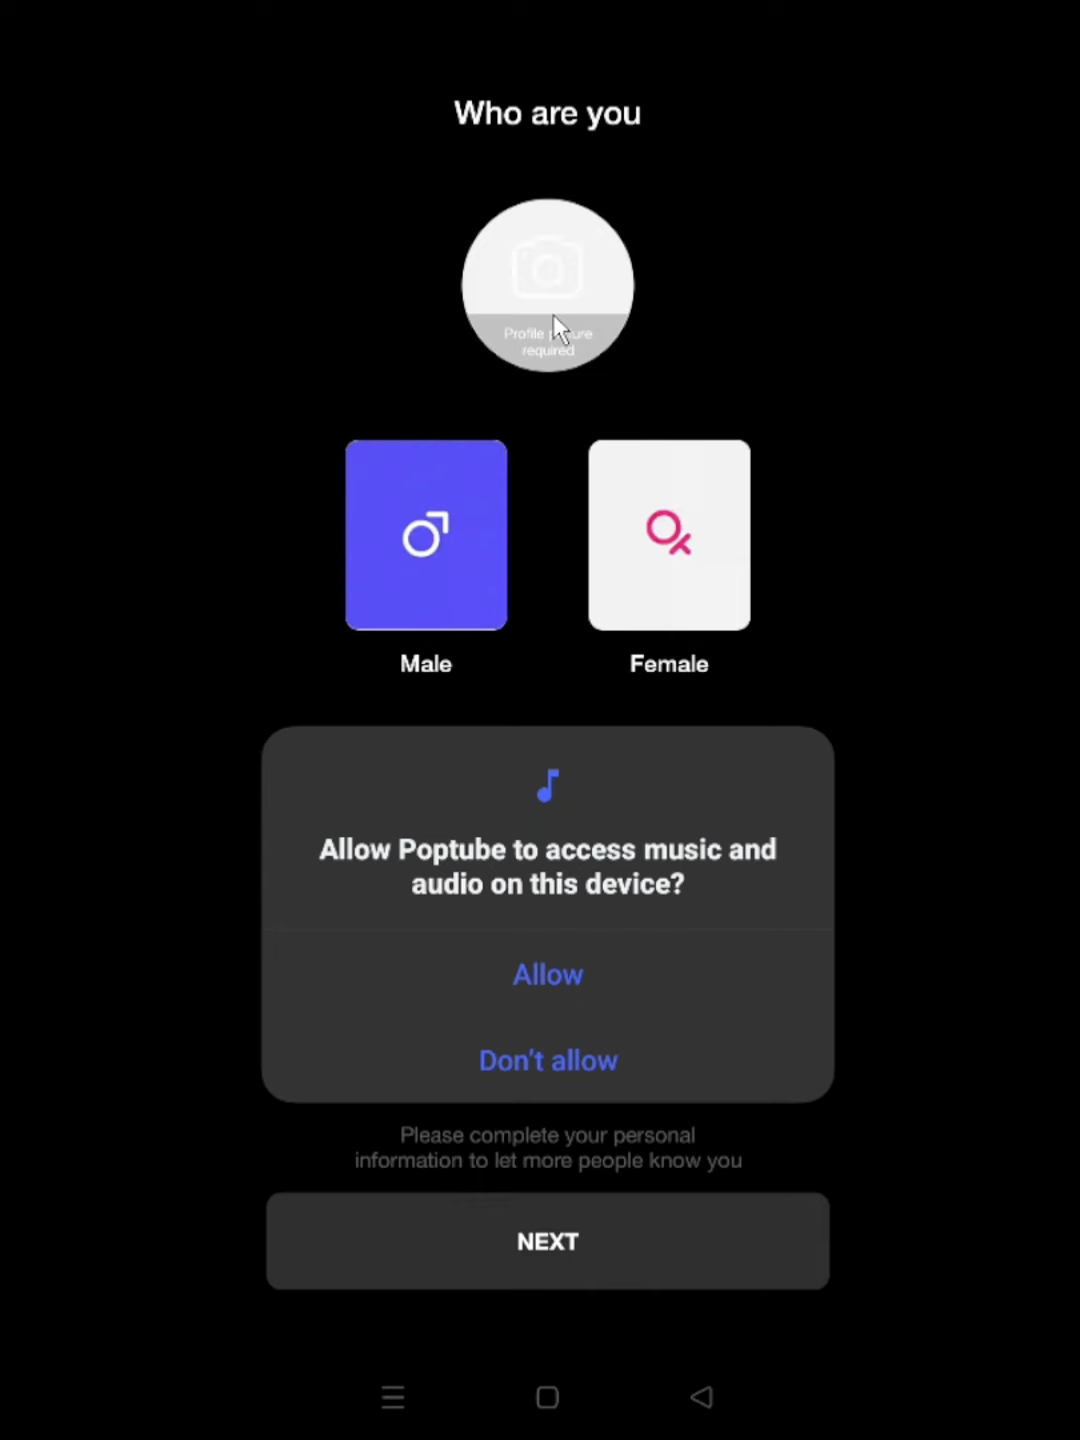 Who are you
Profile picture
required
Male
Female
Allow Poptube to access music and
audio on this device?
Allow
Don't allow
Please complete your personal
information to let more people know you
NEXT